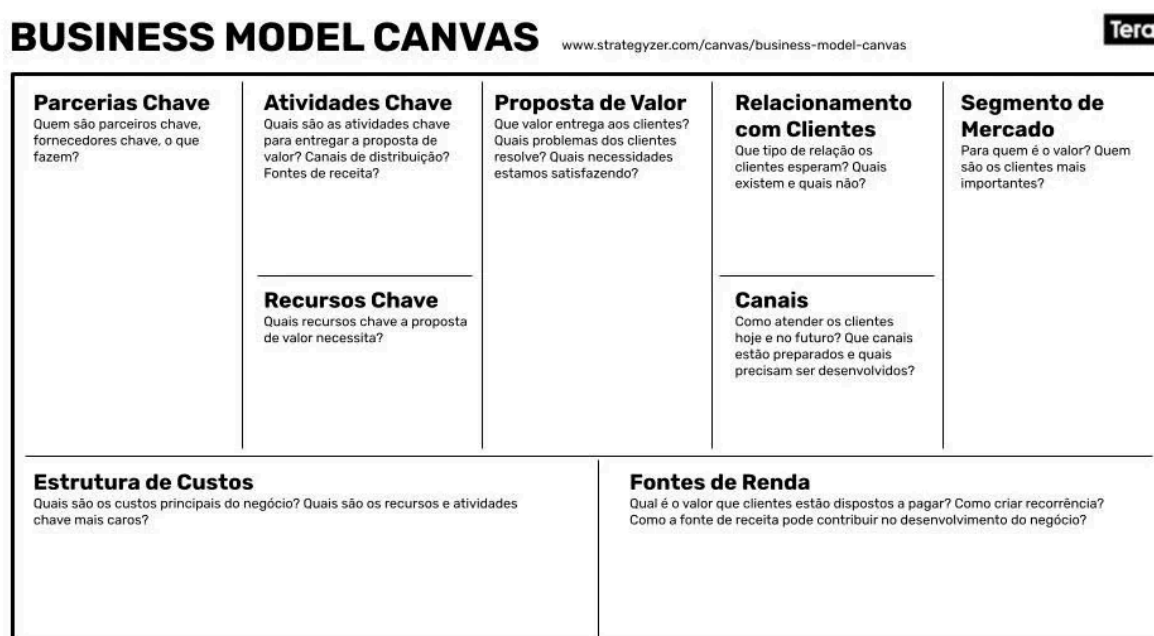 BUSINESS MODEL CANVAS
www.strategyzer.com/canvas/business-model-canvas
Tera
Parcerias Chave
Quem são parceiros chave,
fornecedores chave, o que
fazem?
Atividades Chave
Quais são as atividades chave
para entregar a proposta de
valor? Canais de distribuição?
Fontes de receita?
Recursos Chave
Quais recursos chave a proposta
de valor necessita?
Proposta de Valor
Que valor entrega aos clientes?
Quais problemas dos clientes
resolve? Quais necessidades
estamos satisfazendo?
Relacionamento
com Clientes
Que tipo de relação os
clientes esperam? Quais
existem e quais não?
Canais
Como atender os clientes
hoje e no futuro? Que canais
estão preparados e quais
precisam ser desenvolvidos?
Segmento de
Mercado
Para quem é o valor? Quem
são os clientes mais
importantes?
Estrutura de Custos
Quais são os custos principais do negócio? Quais são os recursos e atividades
chave mais caros?
Fontes de Renda
Qual é o valor que clientes estão dispostos a pagar? Como criar recorrência?
Como a fonte de receita pode contribuir no desenvolvimento do negócio?